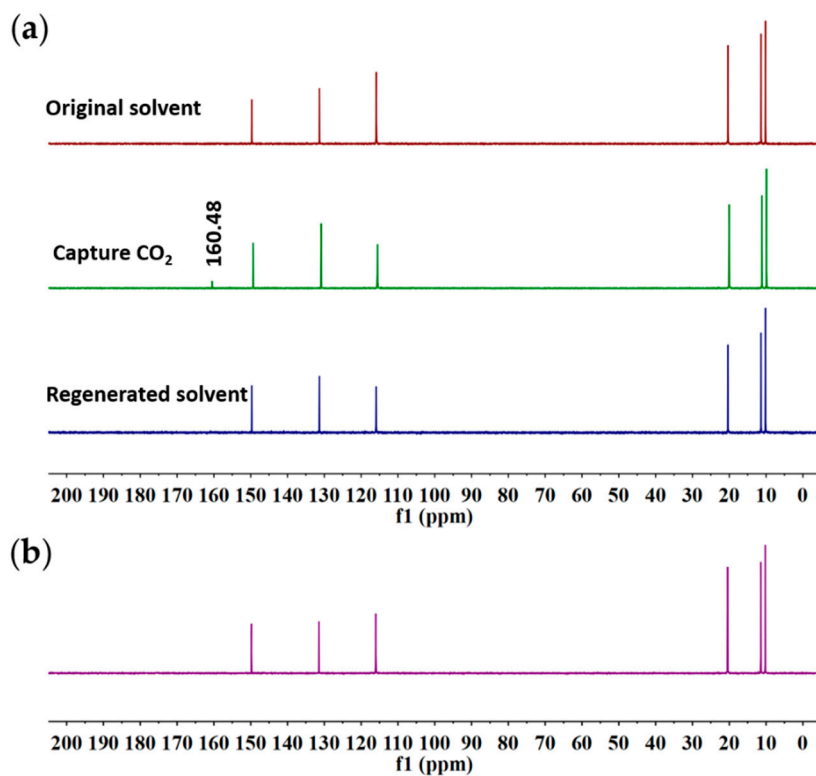 (a)
Original solvent
160.48
Capture CO₂
Regenerated solvent
200 190 180 170 160 150 140 130 120 110 100 90 80 70 60 50 40 30 20 10 0
f1 (ppm)
(b)
200 190 180 170 160 150 140 130 120 110 100 90 80 70 60 50 40 30 20 10 0
f1 (ppm)